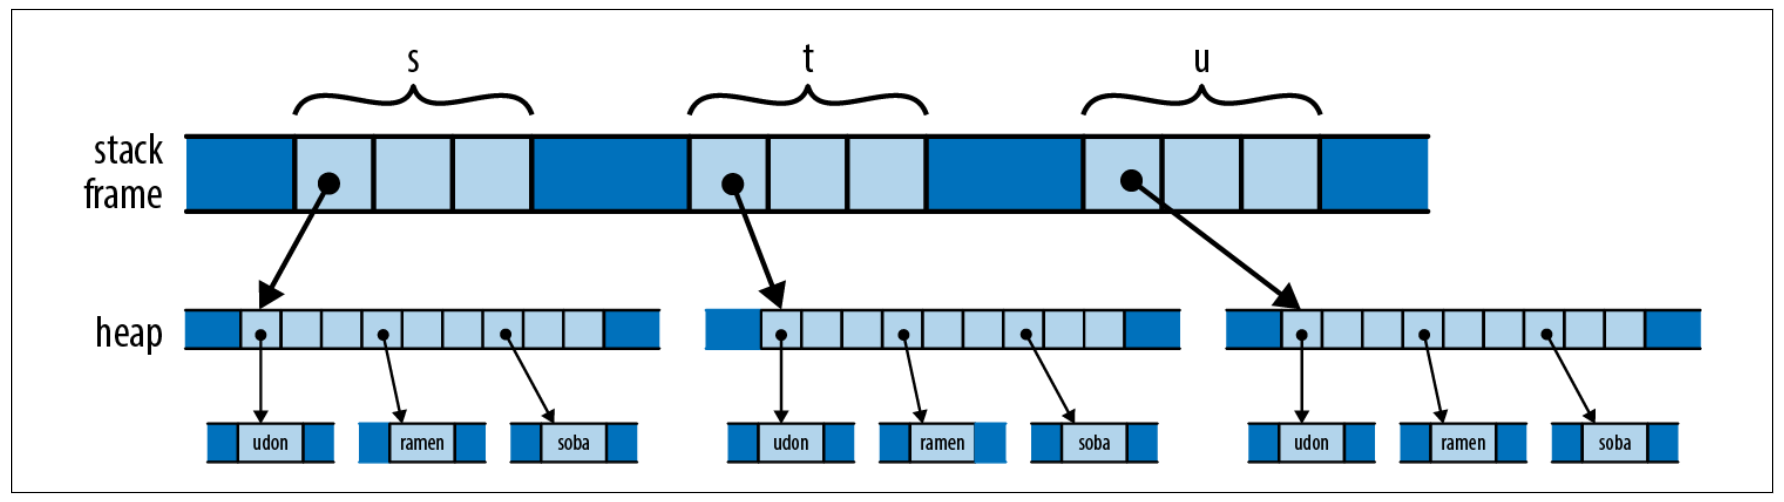 s t u
stack
frame
heap
udon ramen soba udon ramen soba udon ramen soba